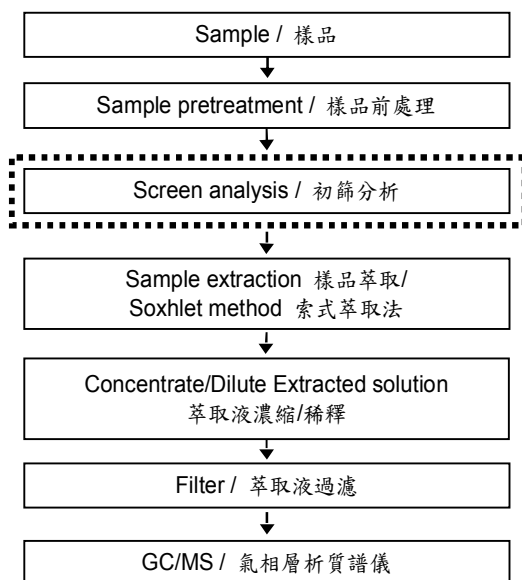 Sample / 樣品
Sample pretreatment / 樣品前處理
Screen analysis / 初篩分析
Sample extraction 樣品萃取/
Soxhlet method 索式萃取法
Concentrate/Dilute Extracted solution
萃取液濃縮/稀釋
Filter / 萃取液過濾
GC/MS / 氣相層析質譜儀